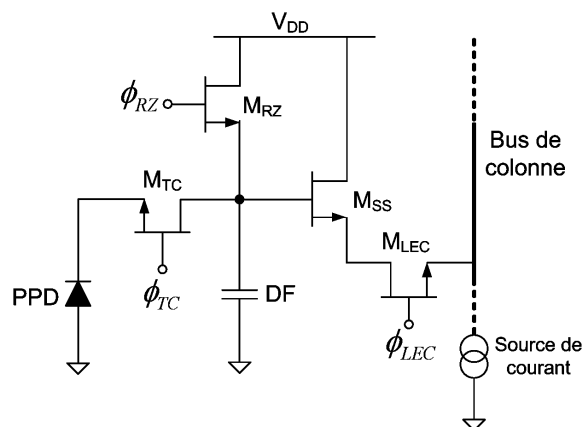 VDD
ϕRZ
MRZ
Bus de
colonne
MTC
MSS
MLEC
PPD
ϕTC
DF
ϕLEC
Source de
courant